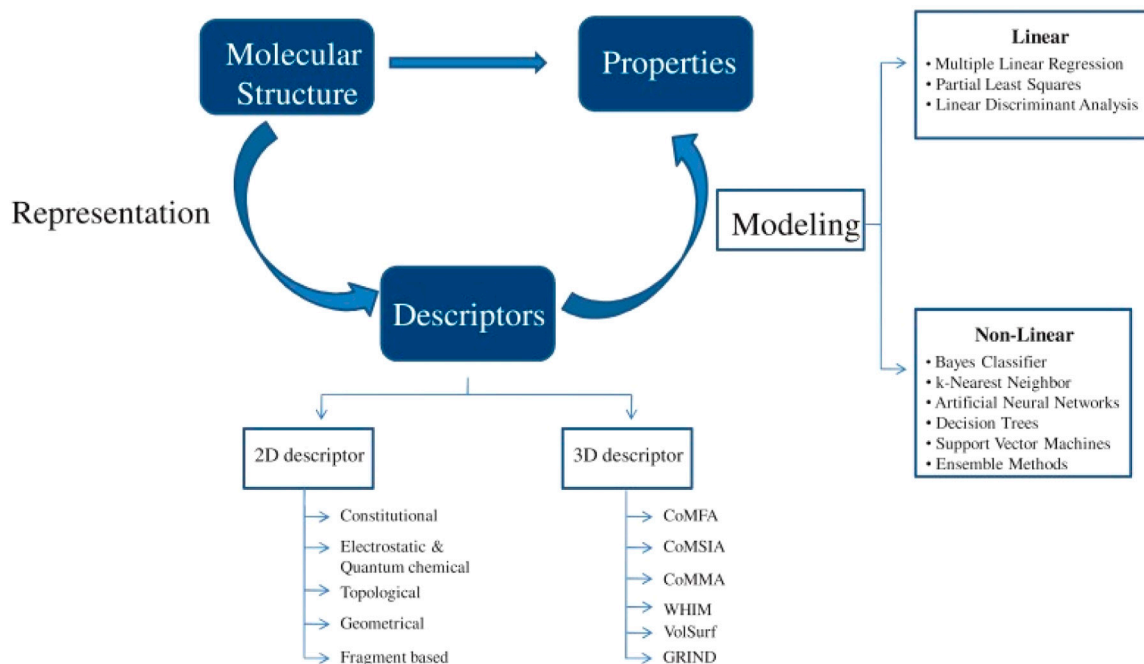 Molecular
Structure
Properties
Representation
Descriptors
Modeling
Linear
• Multiple Linear Regression
• Partial Least Squares
• Linear Discriminant Analysis
Non-Linear
• Bayes Classifier
• k-Nearest Neighbor
• Artificial Neural Networks
• Decision Trees
• Support Vector Machines
• Ensemble Methods
2D descriptor
Constitutional
Electrostatic &
Quantum chemical
Topological
Geometrical
Fragment based
3D descriptor
CoMFA
CoMSIA
CoMMA
WHIM
VolSurf
GRIND